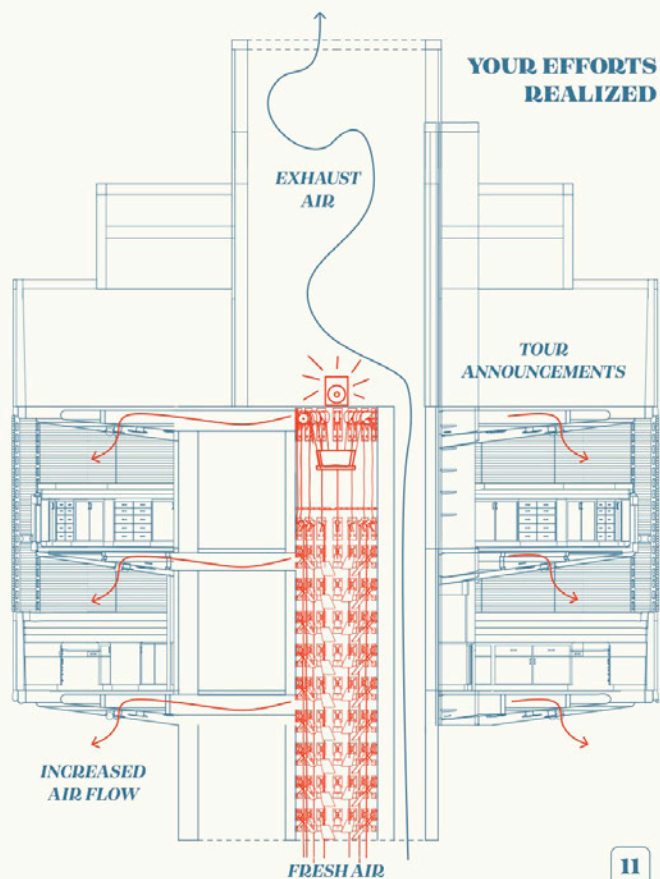 YOUR EFFORTS
REALIZED
EXHAUST
AIR
TOUR
ANNOUNCEMENTS
INCREASED
AIR FLOW
FRESH AIR
11